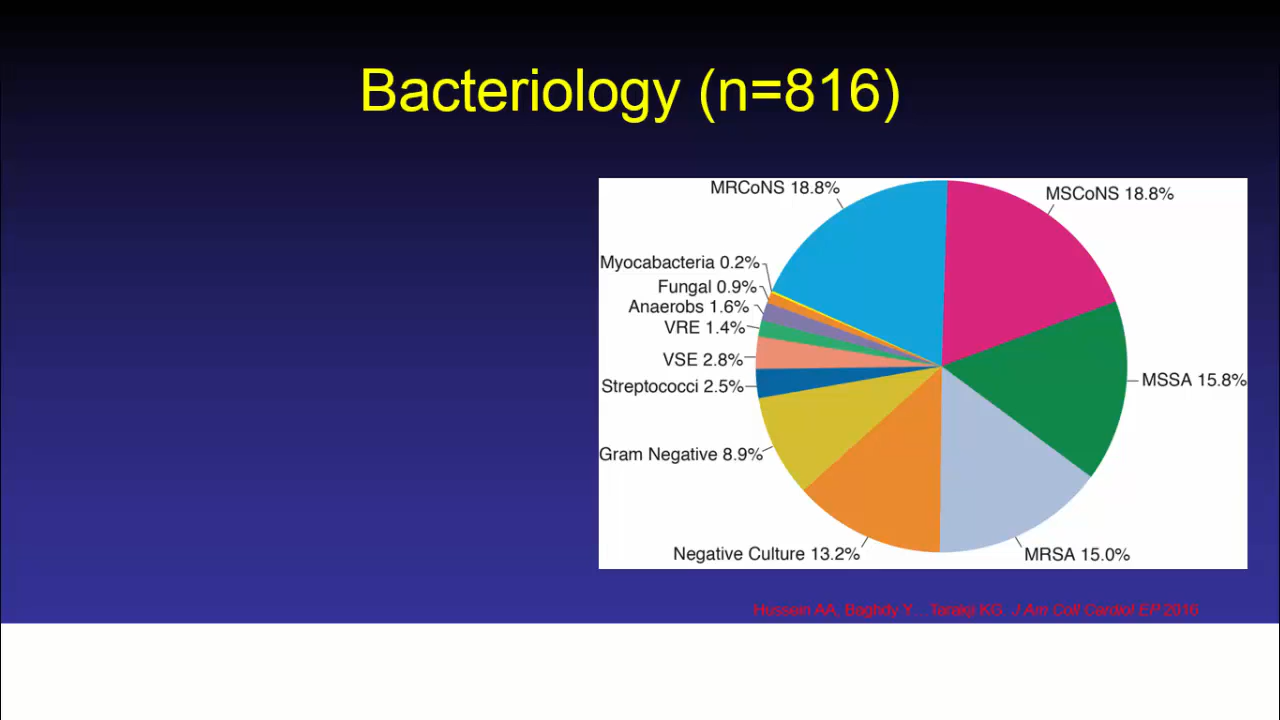 Bacteriology (n=816)
MRCoNS 18.8%
MSCoNS 18.8%
Myocabacteria 0.2%
Fungal 0.9%
Anaerobs 1.6%
VRE 1.4%
VSE 2.8%
MSSA 15.8%
Streptococci 2.5%
Gram Negative 8.9%
Negative Culture 13.2%
MRSA 15.0%
Hussein AA, Baghdy Y... Tarakji KG. J Am Coll Cardiol EP 2016